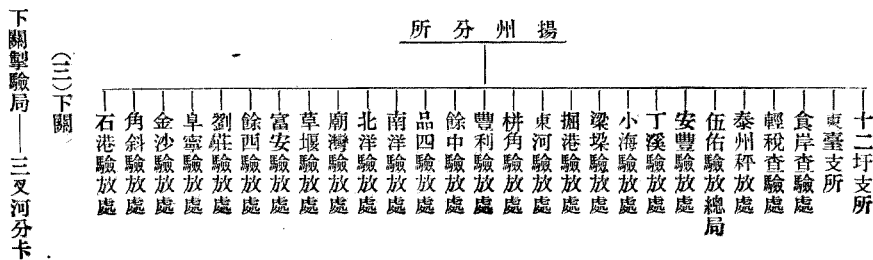 揚州分所
十二圩支所
東臺支所
食岸查驗處
輕稅查驗處
泰州秤放處
伍佑驗放總局
安豐驗放處
丁溪驗放處
小海驗放處
梁垜驗放處
掘港驗放處
東河驗放處
栟角驗放處
豐利驗放處
餘中驗放處
品四驗放處
南洋驗放處
北洋驗放處
廟灣驗放處
草堰驗放處
富安驗放處
餘西驗放處
劉莊驗放處
阜寧驗放處
金沙驗放處
角斜驗放處
石港驗放處
(三)下關
下關掣驗局——三叉河分卡